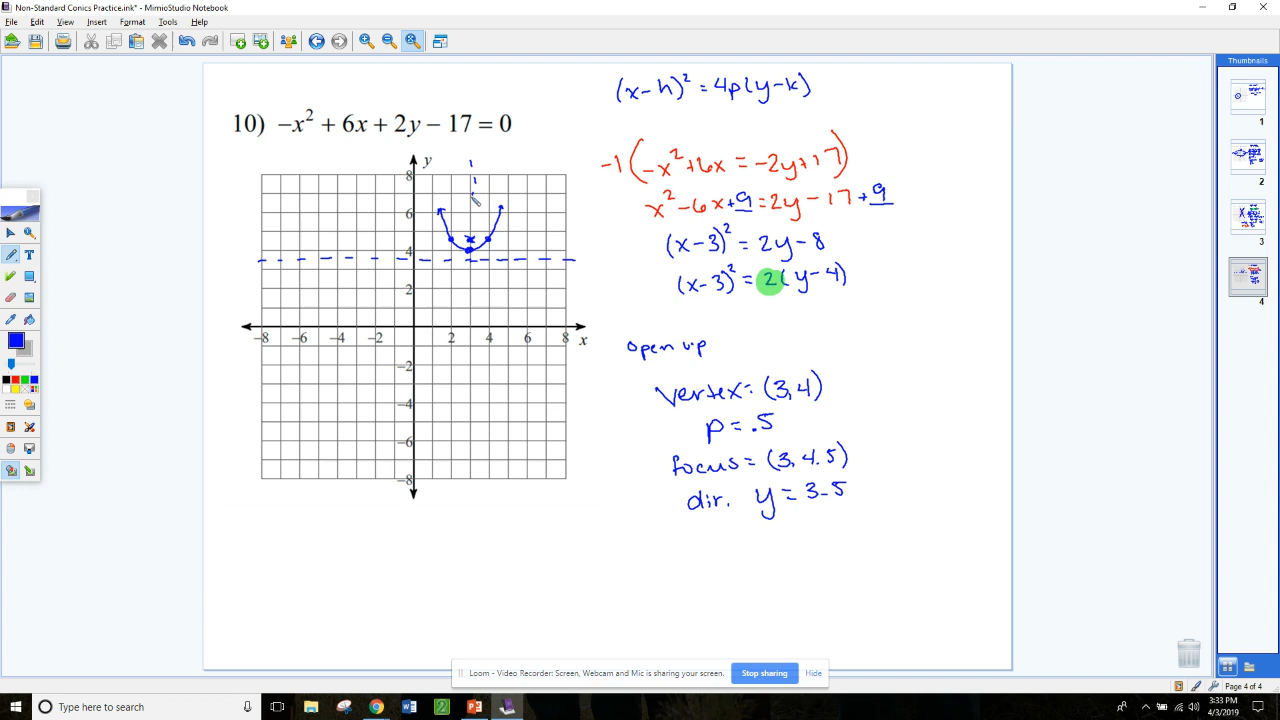 Non-Standard Conics Practice.ink* - MimioStudio Notebook
File Edit View Insert Format Tools Help
Thumbnails
(x-h)² = 4p(y-k)
10) −x² + 6x + 2y − 17 = 0
-1(-x²+6x = -2y+17)
x²-6x+9=2y-17+9
(x-3)² = 2y-8
(x-3)² = 2(y-4)
open up
vertex = (3,4)
p = .5
focus = (3,4.5)
dir. y = 3.5
y
8
6
4
2
−8 −6 −4 −2 2 4 6 8 x
−2
−4
−6
−8
1
2
3
4
Loom - Video Recorder: Screen, Webcam and Mic is sharing your screen. Stop sharing Hide
Page 4 of 4
Type here to search
3:33 PM
4/3/2019